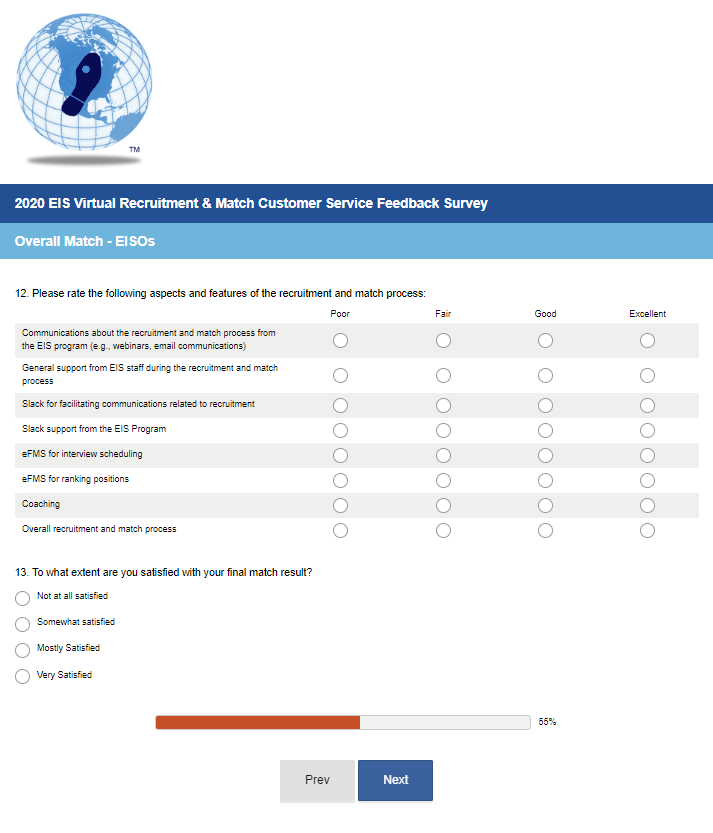 TM
2020 EIS Virtual Recruitment & Match Customer Service Feedback Survey
Overall Match - EISOs
12. Please rate the following aspects and features of the recruitment and match process:
Poor Fair Good Excellent
Communications about the recruitment and match process from
the EIS program (e.g., webinars, email communications)
General support from EIS staff during the recruitment and match
process
Slack for facilitating communications related to recruitment
Slack support from the EIS Program
eFMS for interview scheduling
eFMS for ranking positions
Coaching
Overall recruitment and match process
13. To what extent are you satisfied with your final match result?
Not at all satisfied
Somewhat satisfied
Mostly Satisfied
Very Satisfied
55%
Prev Next